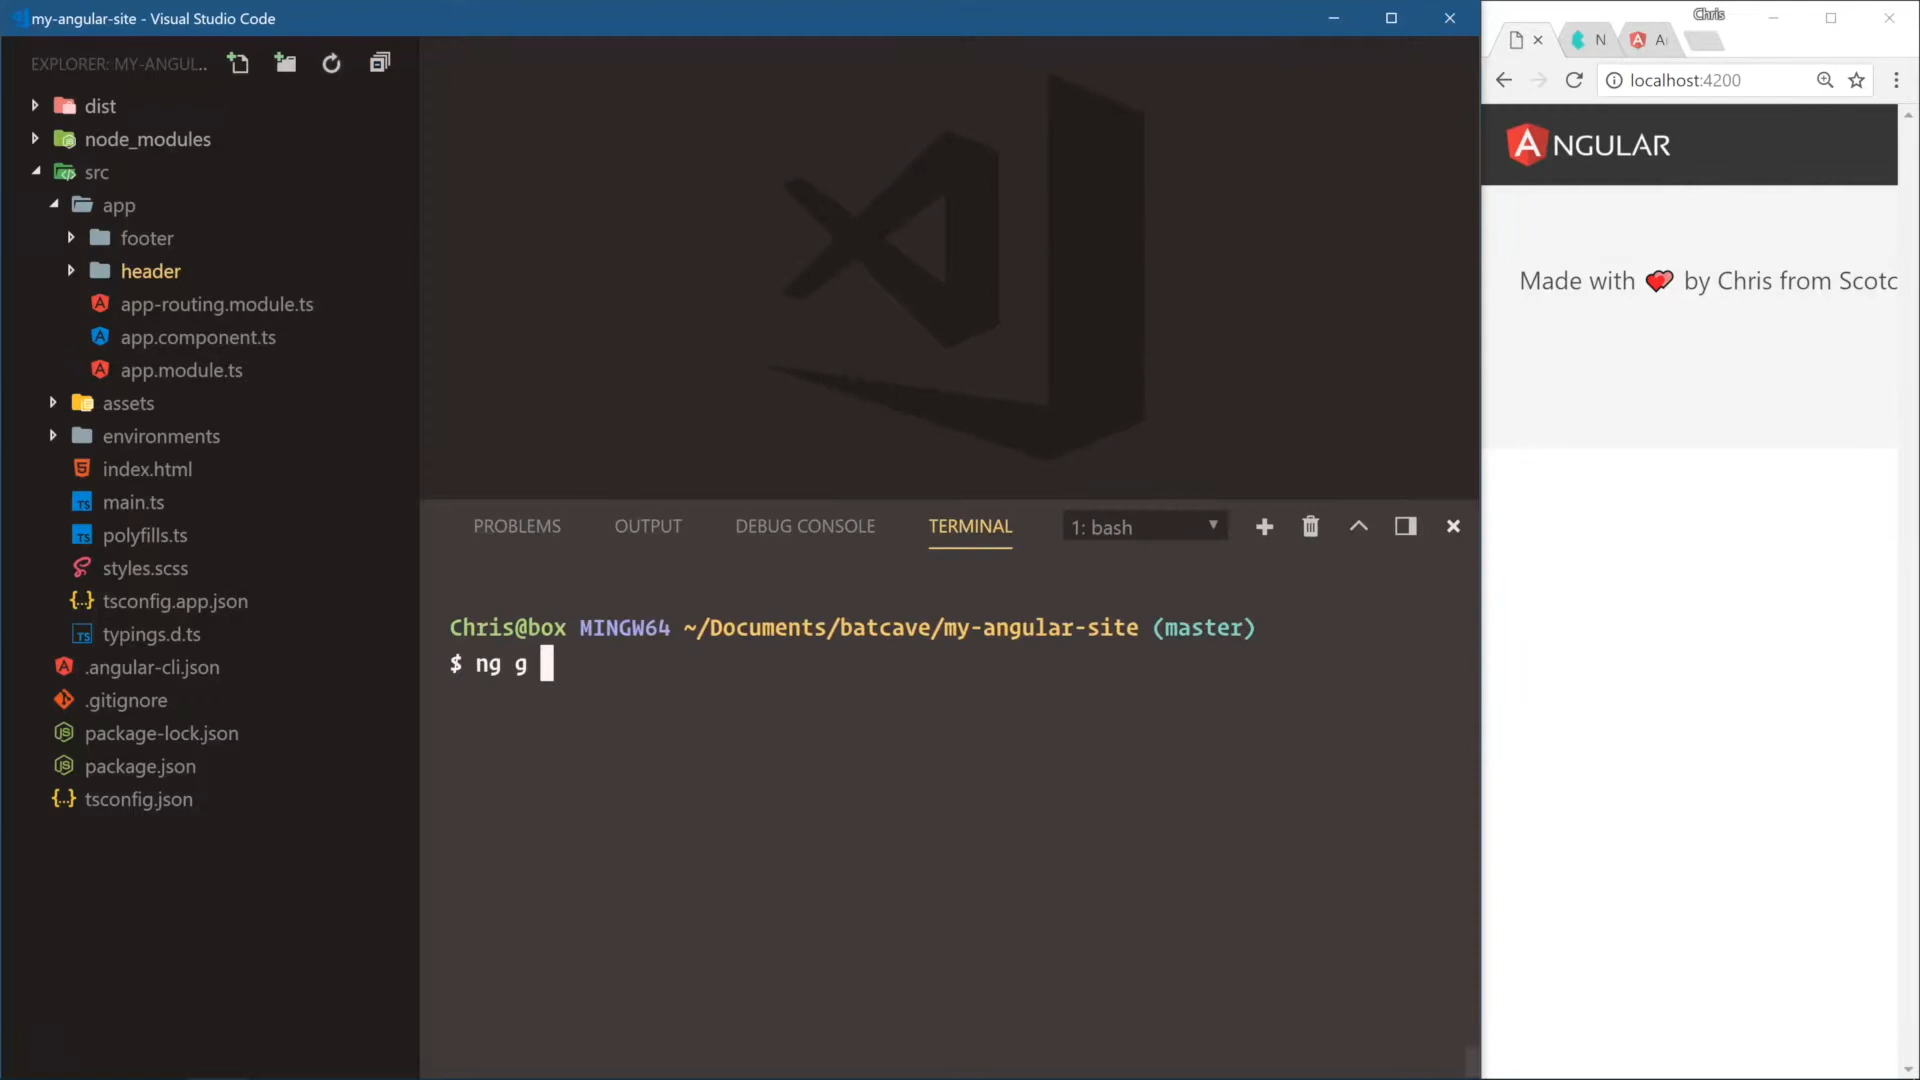 my-angular-site - Visual Studio Code
EXPLORER: MY-ANGUL...
dist
node_modules
src
app
footer
header
app-routing.module.ts
app.component.ts
app.module.ts
assets
environments
index.html
main.ts
polyfills.ts
styles.scss
tsconfig.app.json
typings.d.ts
.angular-cli.json
.gitignore
package-lock.json
package.json
tsconfig.json
PROBLEMS
OUTPUT
DEBUG CONSOLE
TERMINAL
1: bash
Chris@box MINGW64 ~/Documents/batcave/my-angular-site (master)
$ ng g
Chris
N
A
localhost:4200
ANGULAR
Made with ❤ by Chris from Scotc